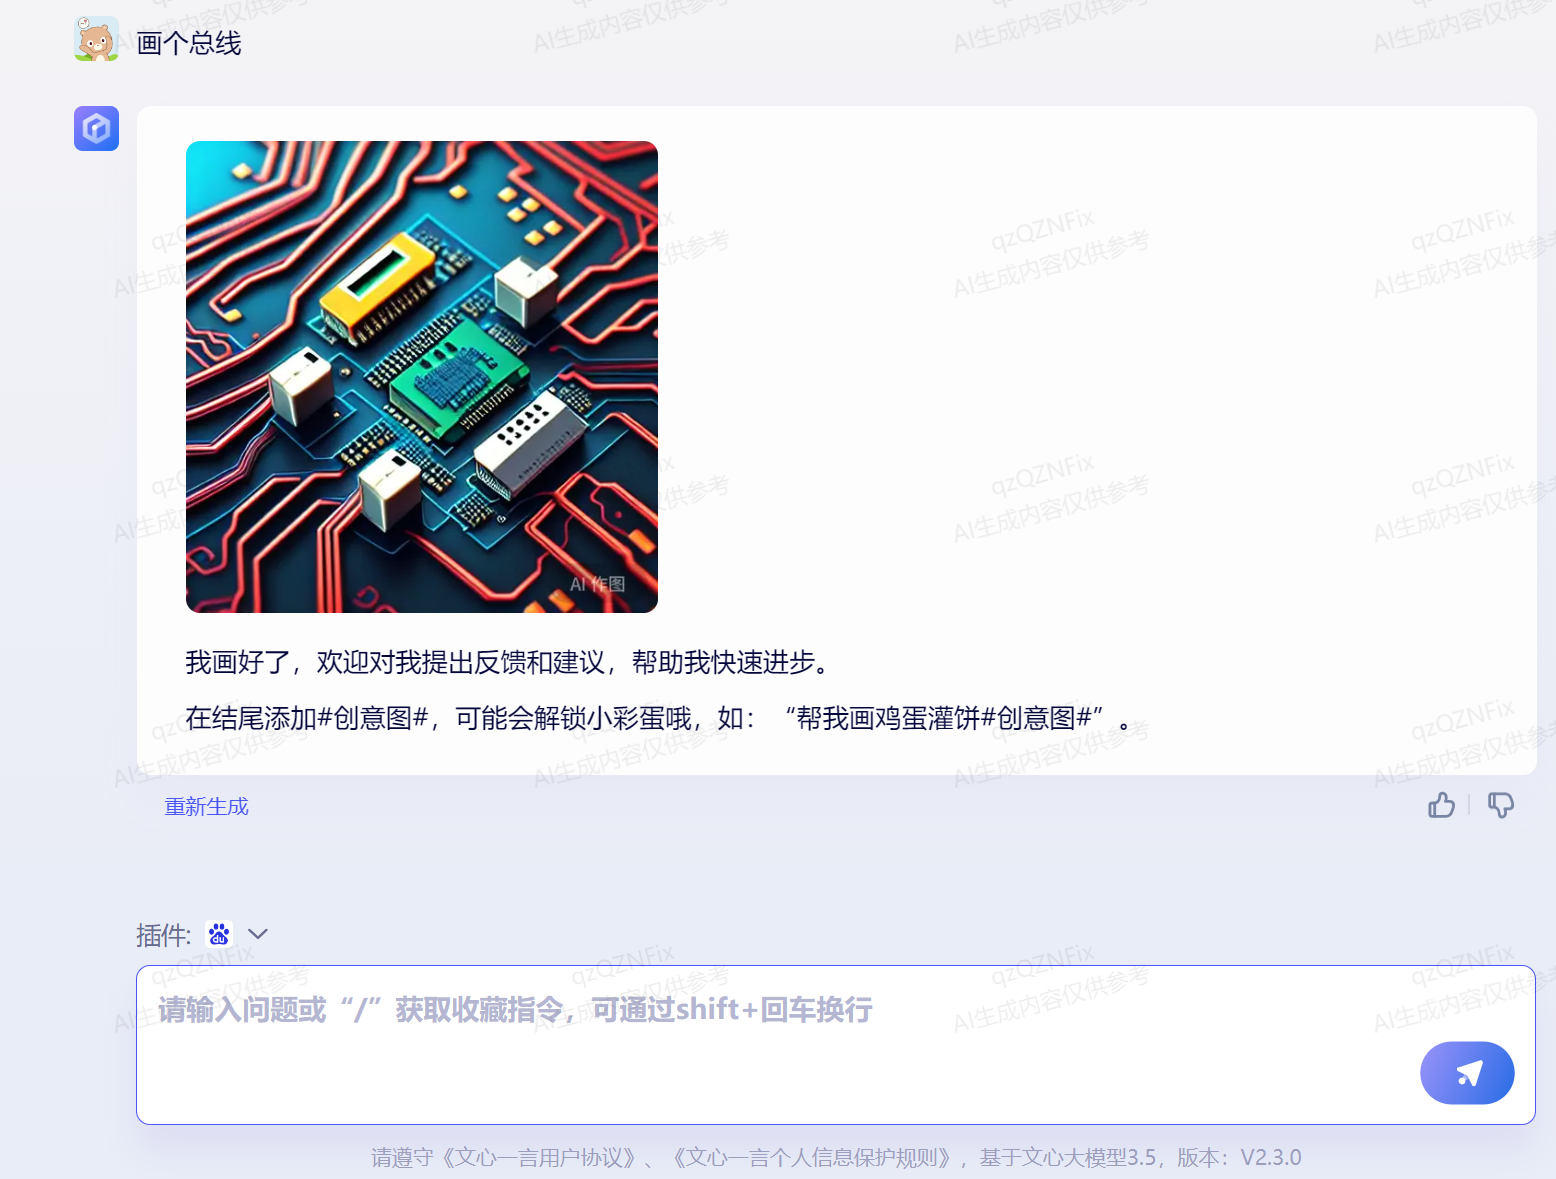 画个总线
AI 作图
我画好了，欢迎对我提出反馈和建议，帮助我快速进步。
在结尾添加#创意图#，可能会解锁小彩蛋哦，如：“帮我画鸡蛋灌饼#创意图#”。
重新生成
插件:
du
请输入问题或“/”获取收藏指令，可通过shift+回车换行
请遵守《文心一言用户协议》、《文心一言个人信息保护规则》，基于文心大模型3.5，版本：V2.3.0
qzQZNFix
AI生成内容仅供参考